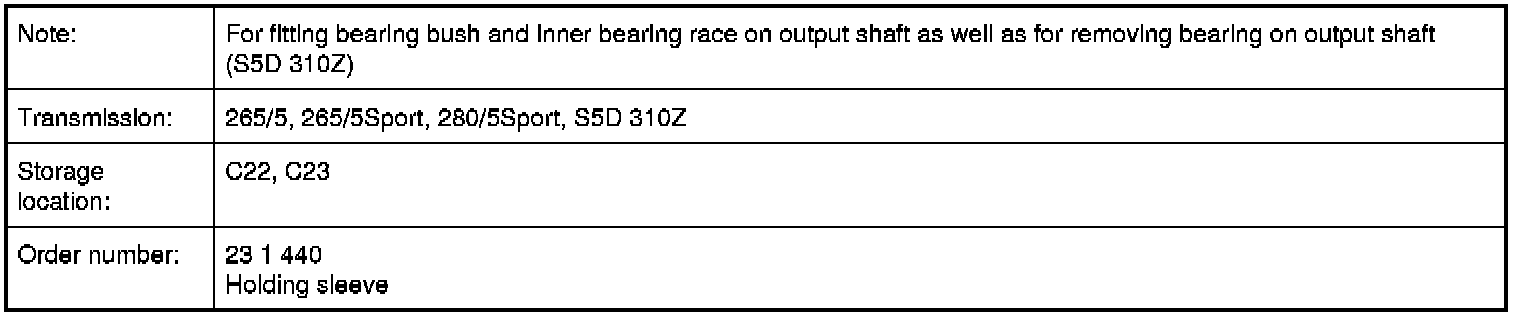 Note: For fitting bearing bush and inner bearing race on output shaft as well as for removing bearing on output shaft
(S5D 310Z)
Transmission: 265/5, 265/5Sport, 280/5Sport, S5D 310Z
Storage C22, C23
location:
Order number: 23 1 440
Holding sleeve